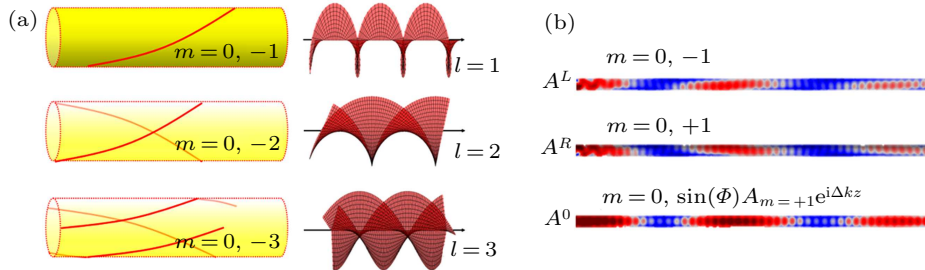 (a)
m = 0, −1
l = 1
m = 0, −2
l = 2
m = 0, −3
l = 3
(b)
m = 0, −1
A^L
m = 0, +1
A^R
m = 0, sin(Φ)A_{m = +1}e^{iΔkz}
A^0